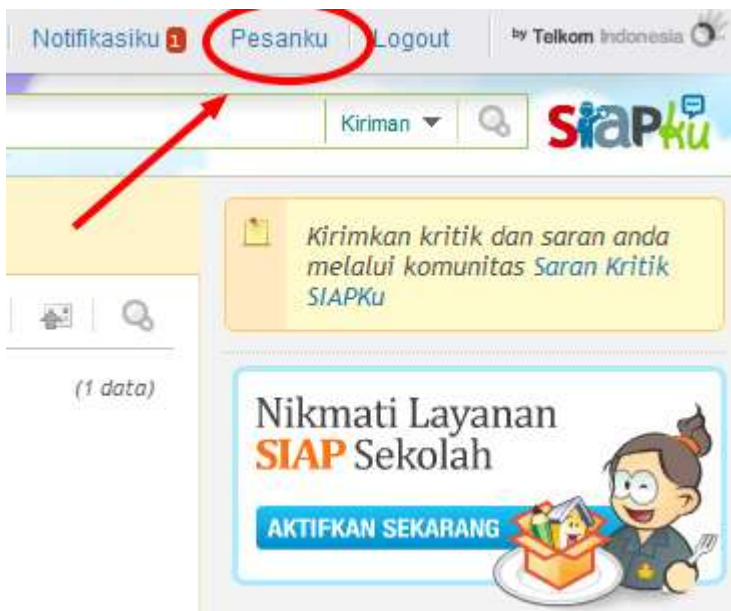 Notifikasiku 1 Pesanku Logout by Telkom Indonesia
Kiriman
siapku
Kirimkan kritik dan saran anda
melalui komunitas Saran Kritik
SIAPKu
(1 data)
Nikmati Layanan
SIAP Sekolah
AKTIFKAN SEKARANG